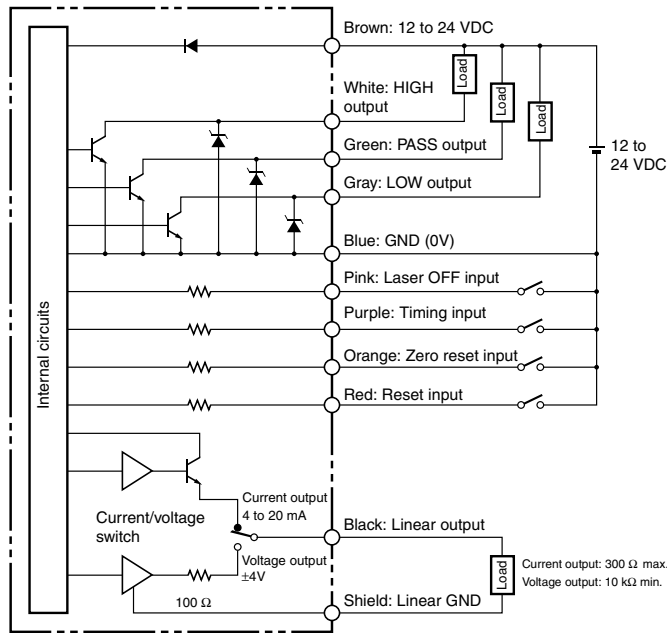 Brown: 12 to 24 VDC
Load
Load
Load
White: HIGH
output
Green: PASS output
12 to
24 VDC
Gray: LOW output
Blue: GND (0V)
Pink: Laser OFF input
Purple: Timing input
Orange: Zero reset input
Red: Reset input
Internal circuits
Current output
4 to 20 mA
Current/voltage
switch
Black: Linear output
Voltage output
±4V
Load
Current output: 300 Ω max.
Voltage output: 10 kΩ min.
100 Ω
Shield: Linear GND